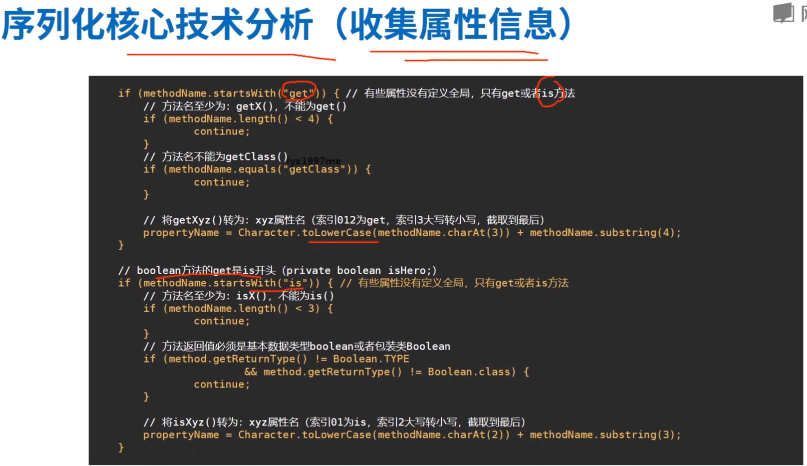 序列化核心技术分析（收集属性信息）
if (methodName.startsWith("get")) { // 有些属性没有定义全局，只有get或者is方法
// 方法名至少为：getX()，不能为get()
if (methodName.length() < 4) {
continue;
}
// 方法名不能为getClass()
if (methodName.equals("getClass")) {
continue;
}
// 将getXyz()转为：xyz属性名（索引012为get，索引3大写转小写，截取到最后）
propertyName = Character.toLowerCase(methodName.charAt(3)) + methodName.substring(4);
}
// boolean方法的get是is开头（private boolean isHero;）
if (methodName.startsWith("is")) { // 有些属性没有定义全局，只有get或者is方法
// 方法名至少为：isX()，不能为is()
if (methodName.length() < 3) {
continue;
}
// 方法返回值必须是基本数据类型boolean或者包装类Boolean
if (method.getReturnType() != Boolean.TYPE
&& method.getReturnType() != Boolean.class) {
continue;
}
// 将isXyz()转为：xyz属性名（索引01为is，索引2大写转小写，截取到最后）
propertyName = Character.toLowerCase(methodName.charAt(2)) + methodName.substring(3);
}